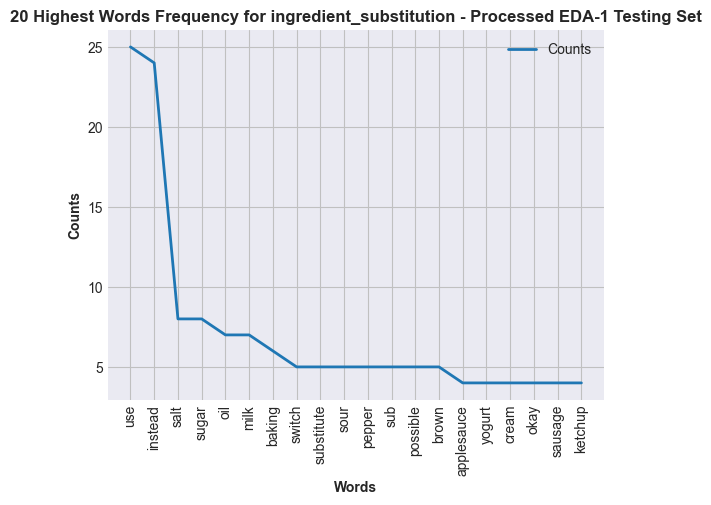 20 Highest Words Frequency for ingredient_substitution - Processed EDA-1 Testing Set
Counts
25
20
15
10
5
Counts
use
instead
salt
sugar
oil
milk
baking
switch
substitute
sour
pepper
sub
possible
brown
applesauce
yogurt
cream
okay
sausage
ketchup
Words